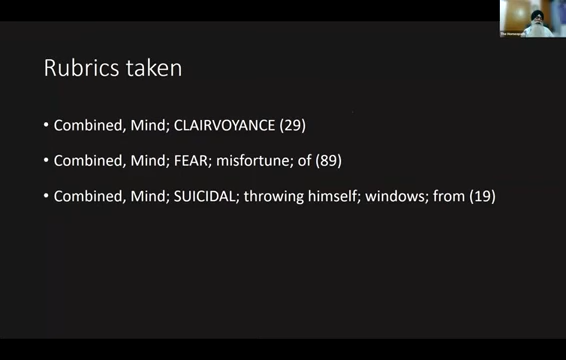 Rubrics taken
• Combined, Mind; CLAIRVOYANCE (29)
• Combined, Mind; FEAR; misfortune; of (89)
• Combined, Mind; SUICIDAL; throwing himself; windows; from (19)